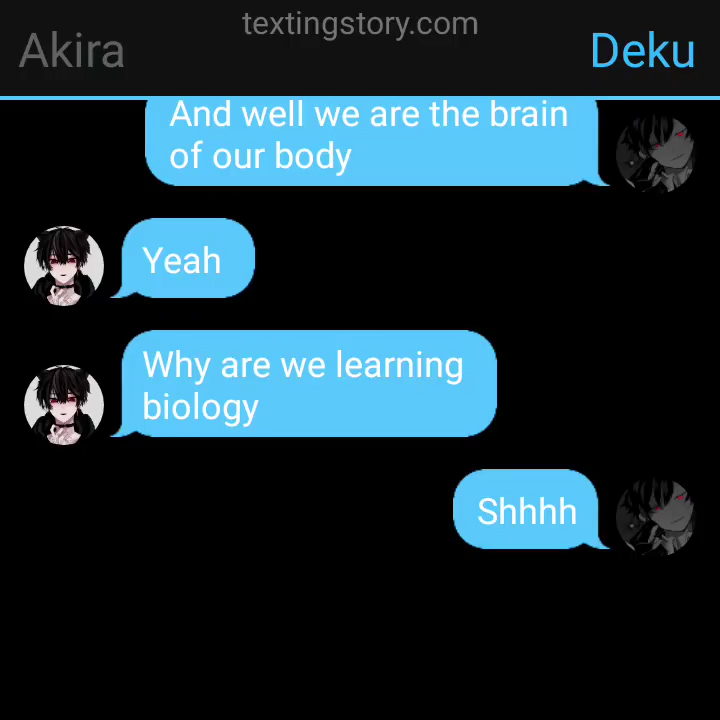 textingstory.com
Akira
Deku
And well we are the brain
of our body
Yeah
Why are we learning
biology
Shhhh